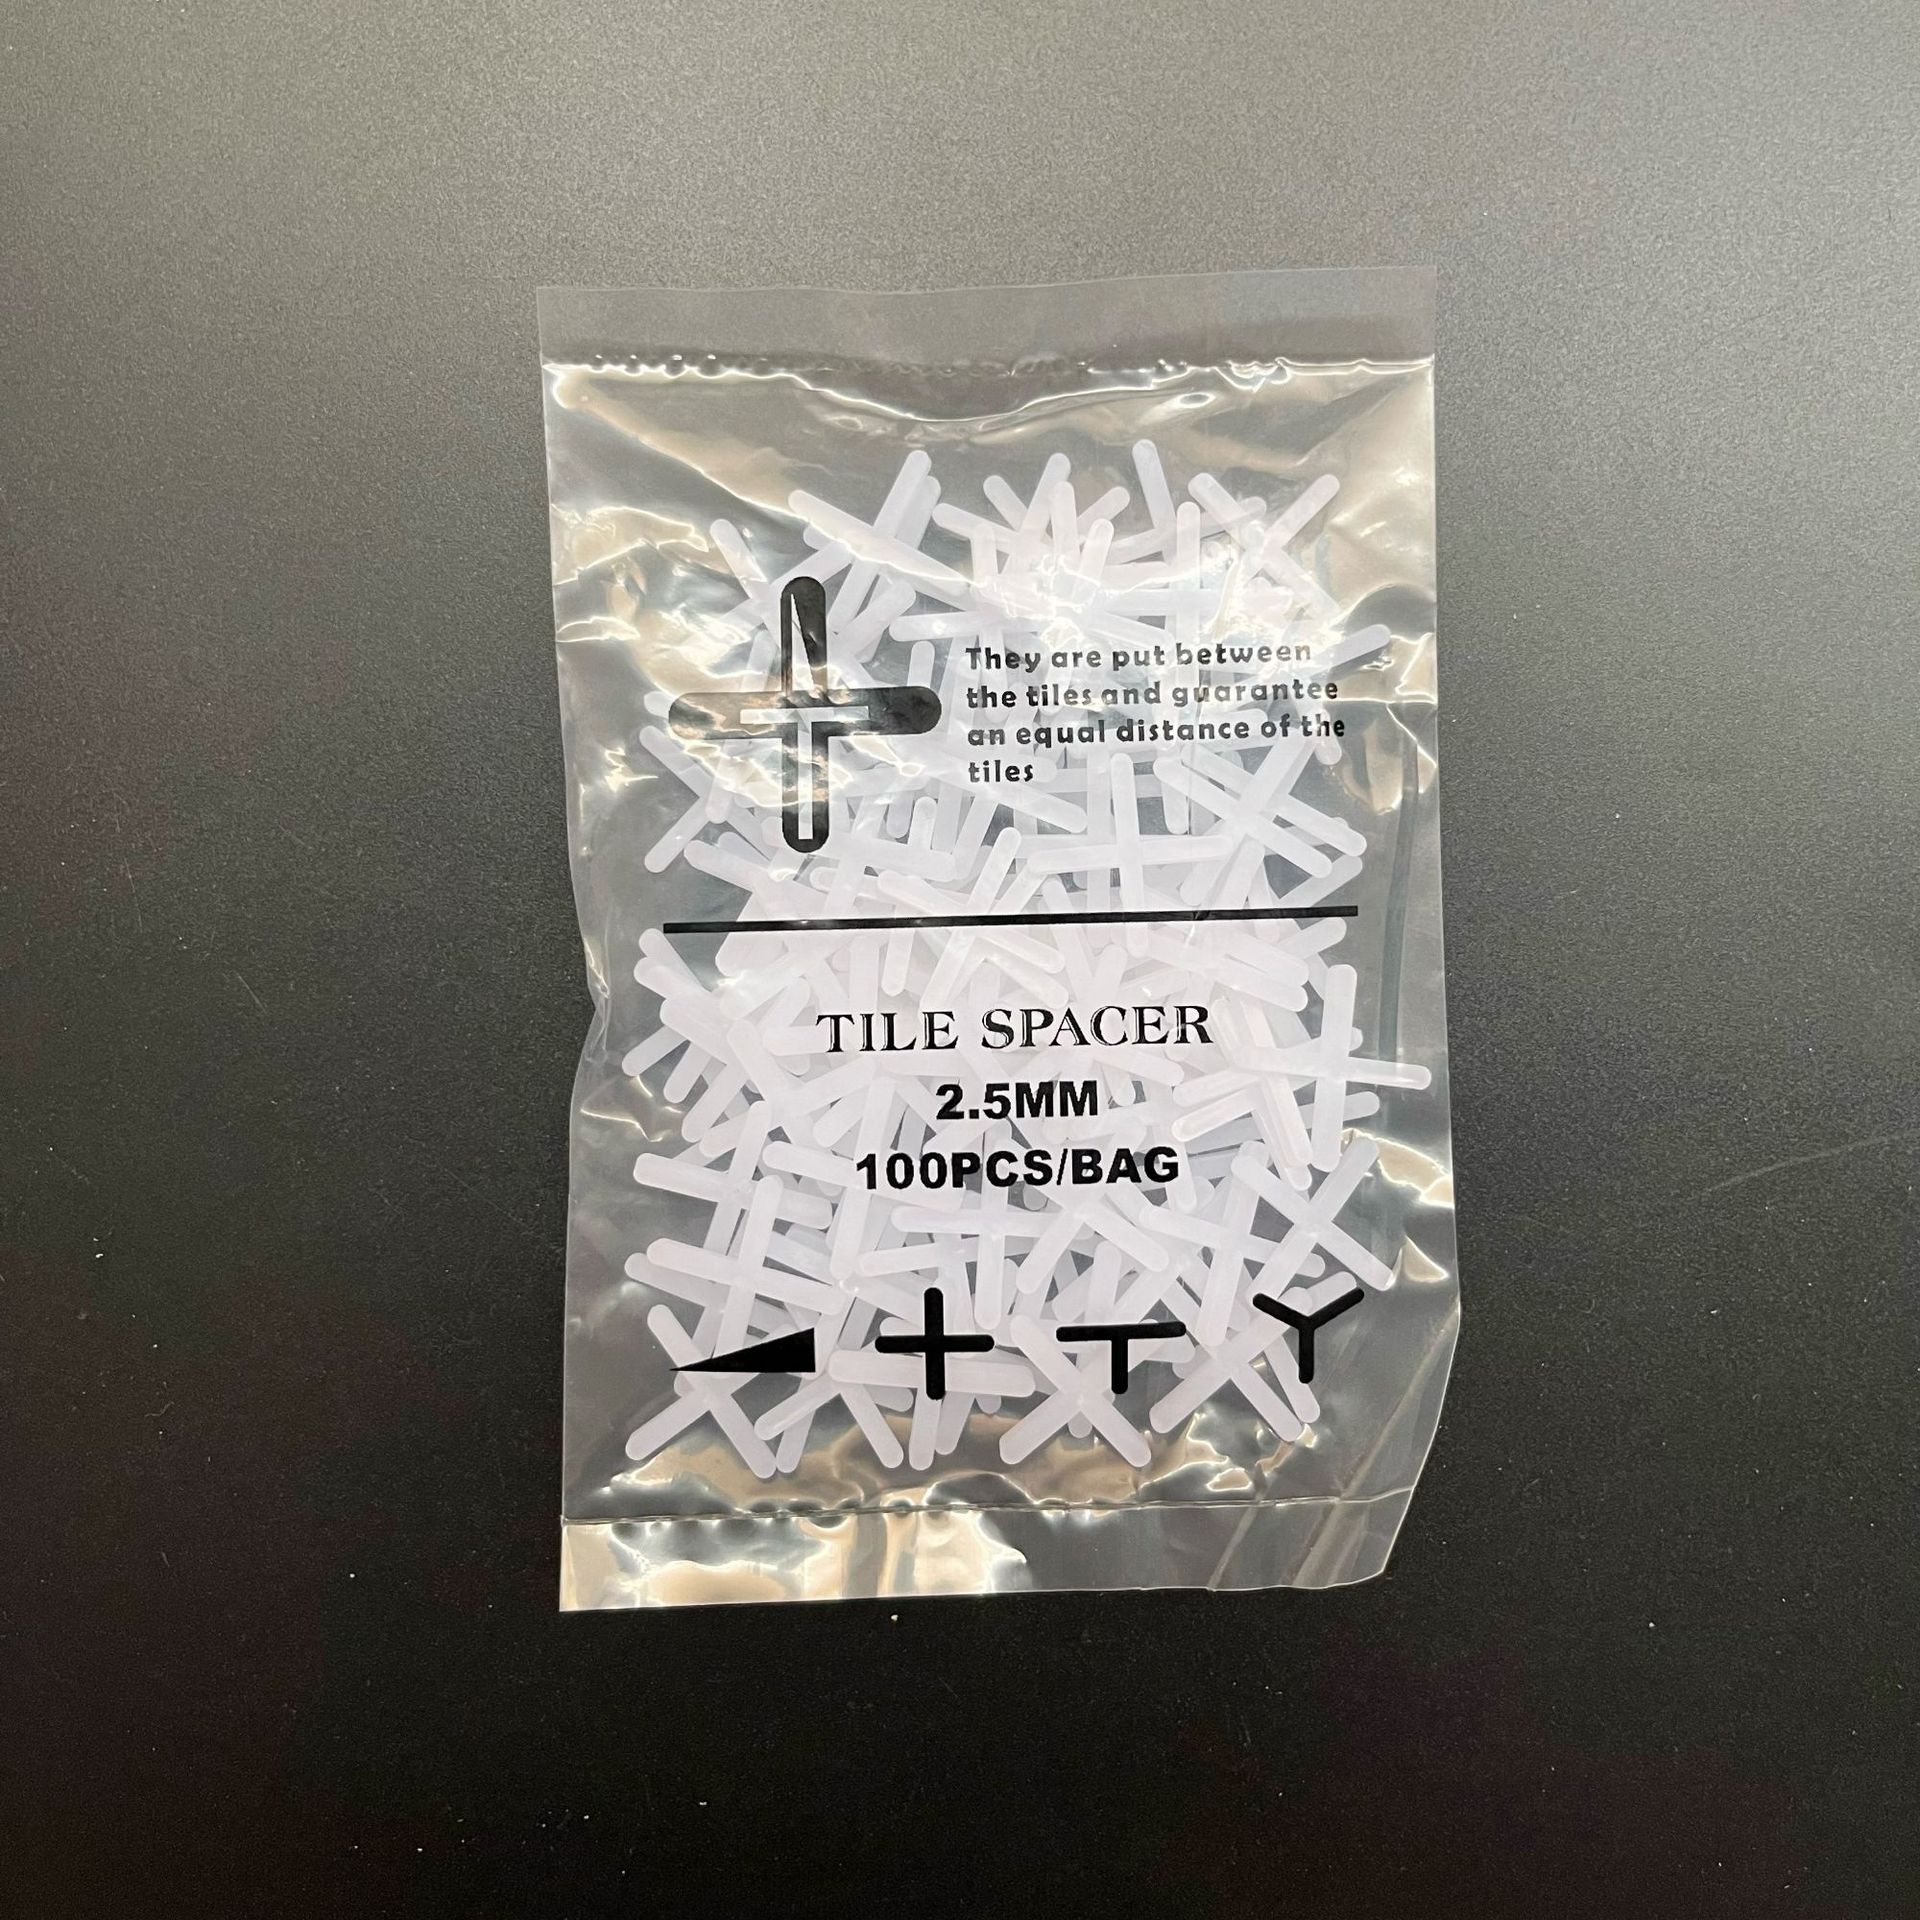 They are put between
the tiles and guarantee
an equal distance of the
tiles
TILE SPACER
2.5MM
100PCS/BAG